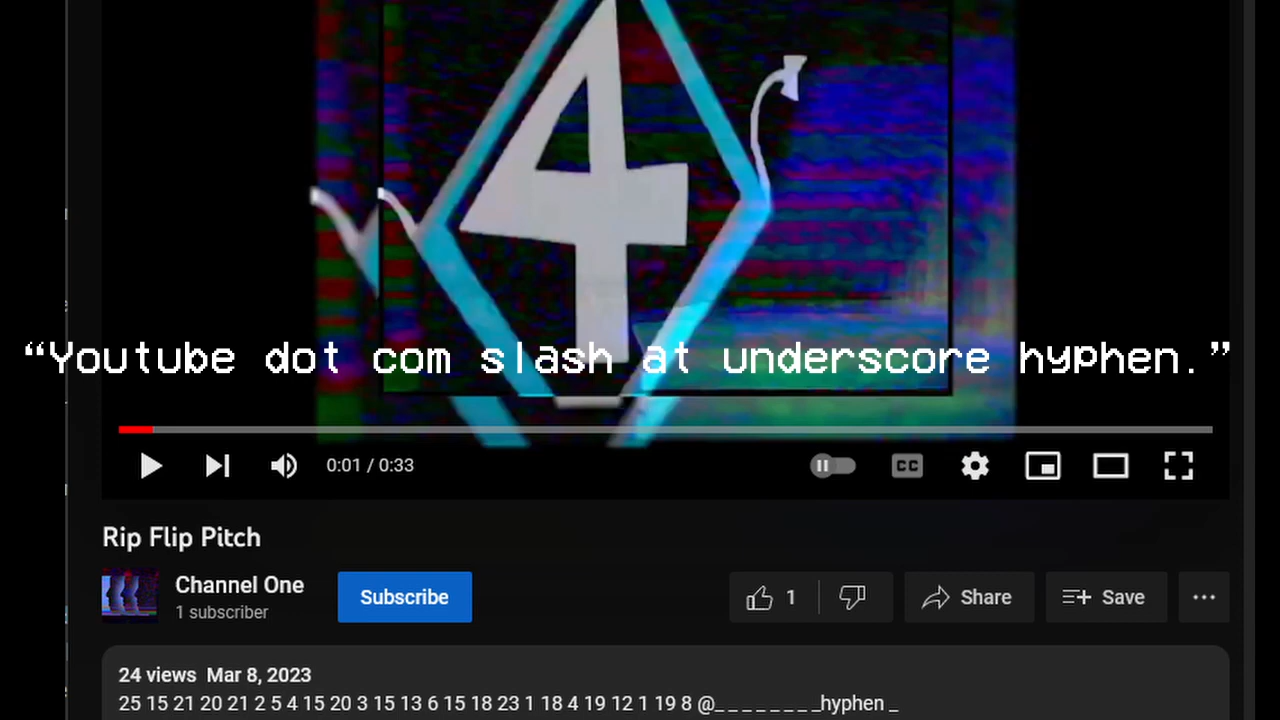 4
“Youtube dot com slash at underscore hyphen.”
0:01 / 0:33
CC
Rip Flip Pitch
Channel One
1 subscriber
Subscribe
1
Share
Save
24 views Mar 8, 2023
25 15 21 20 21 2 5 4 15 20 3 15 13 6 15 18 23 1 18 4 19 12 1 19 8 @_ _ _ _ _ _ _ _hyphen _